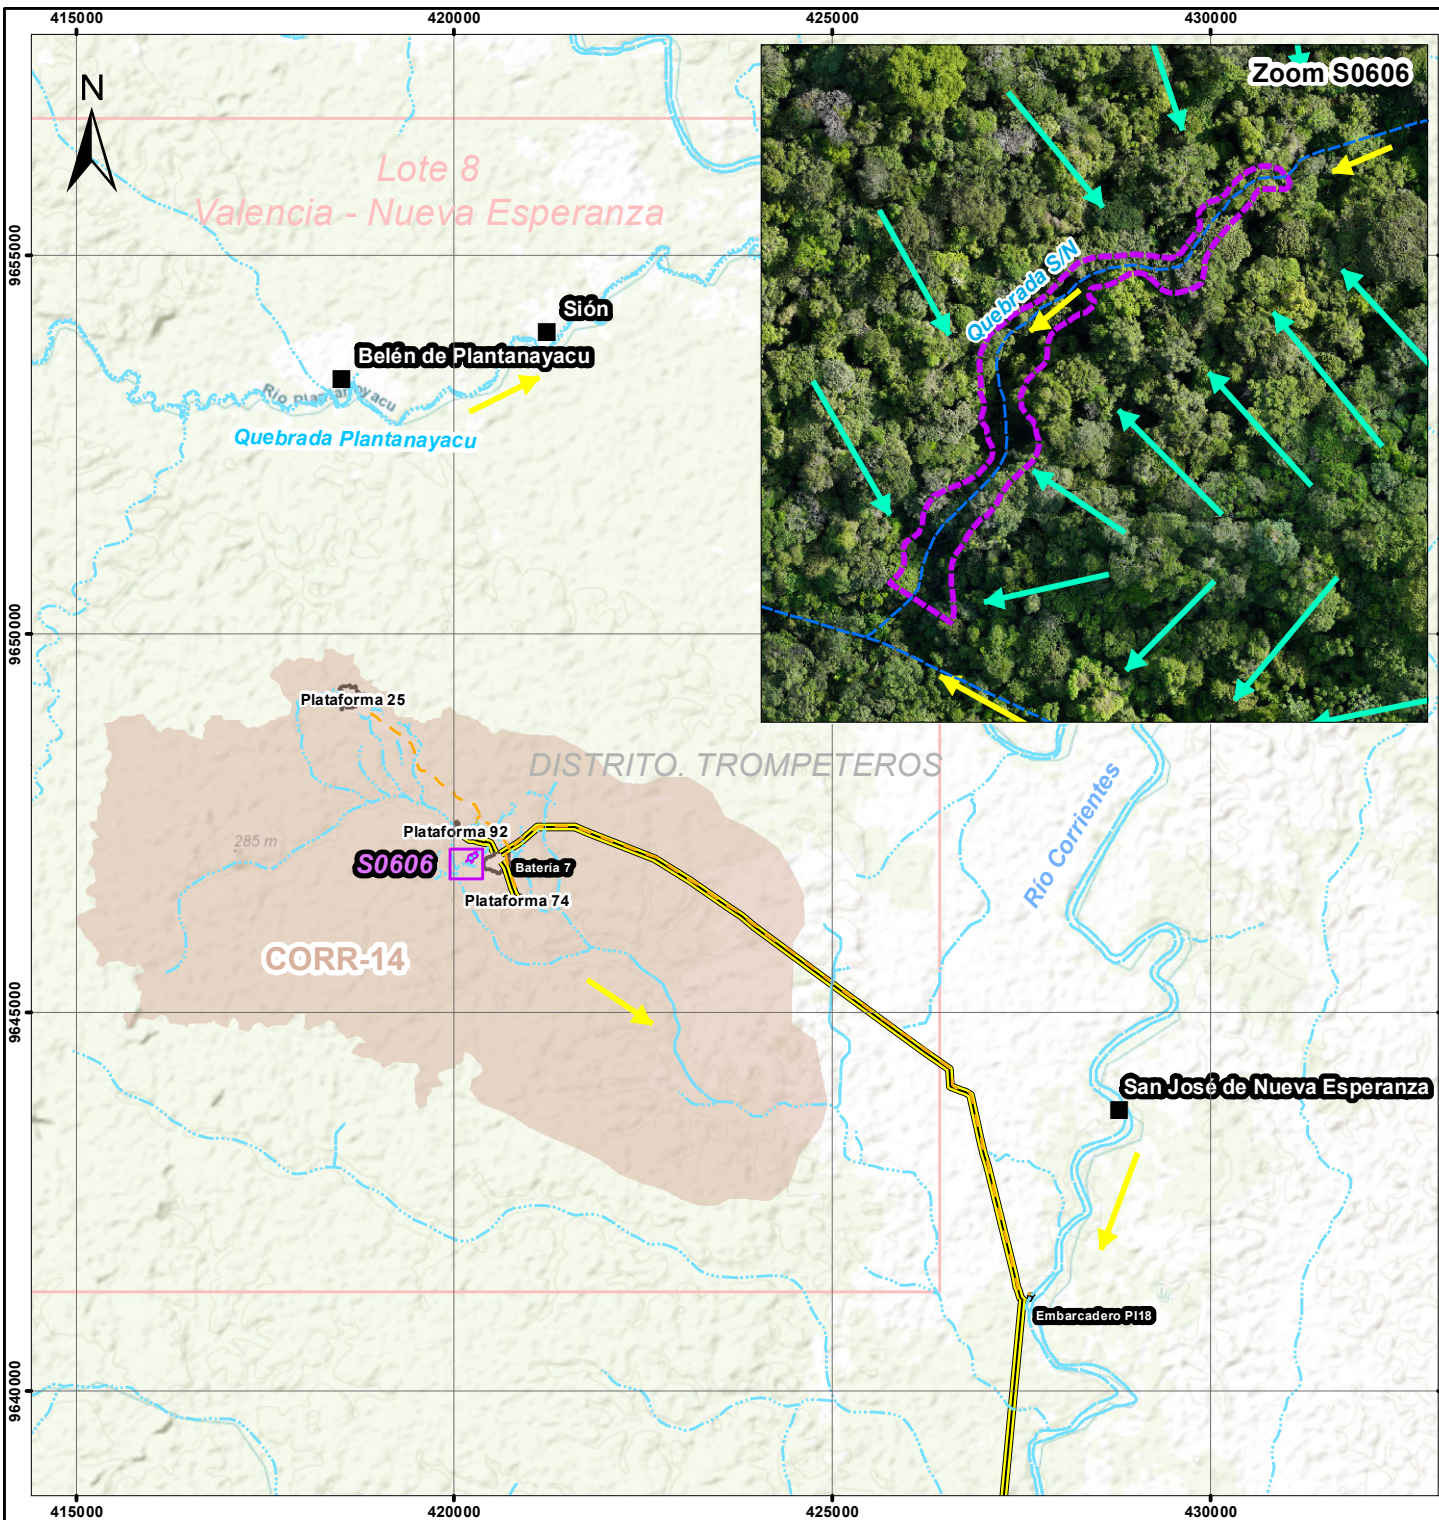 415000
420000
425000
430000
N
Zoom S0606
Lote 8
Valencia - Nueva Esperanza
9655000
Quebrada S/N
Sión
Belén de Plantanayacu
Quebrada Plantanayacu
9650000
Plataforma 25
DISTRITO. TROMPETEROS
Río Corrientes
285 m
Plataforma 92
S0606
Batería 7
Plataforma 74
CORR-14
9645000
San José de Nueva Esperanza
Embarcadero PI18
9640000
415000
420000
425000
430000